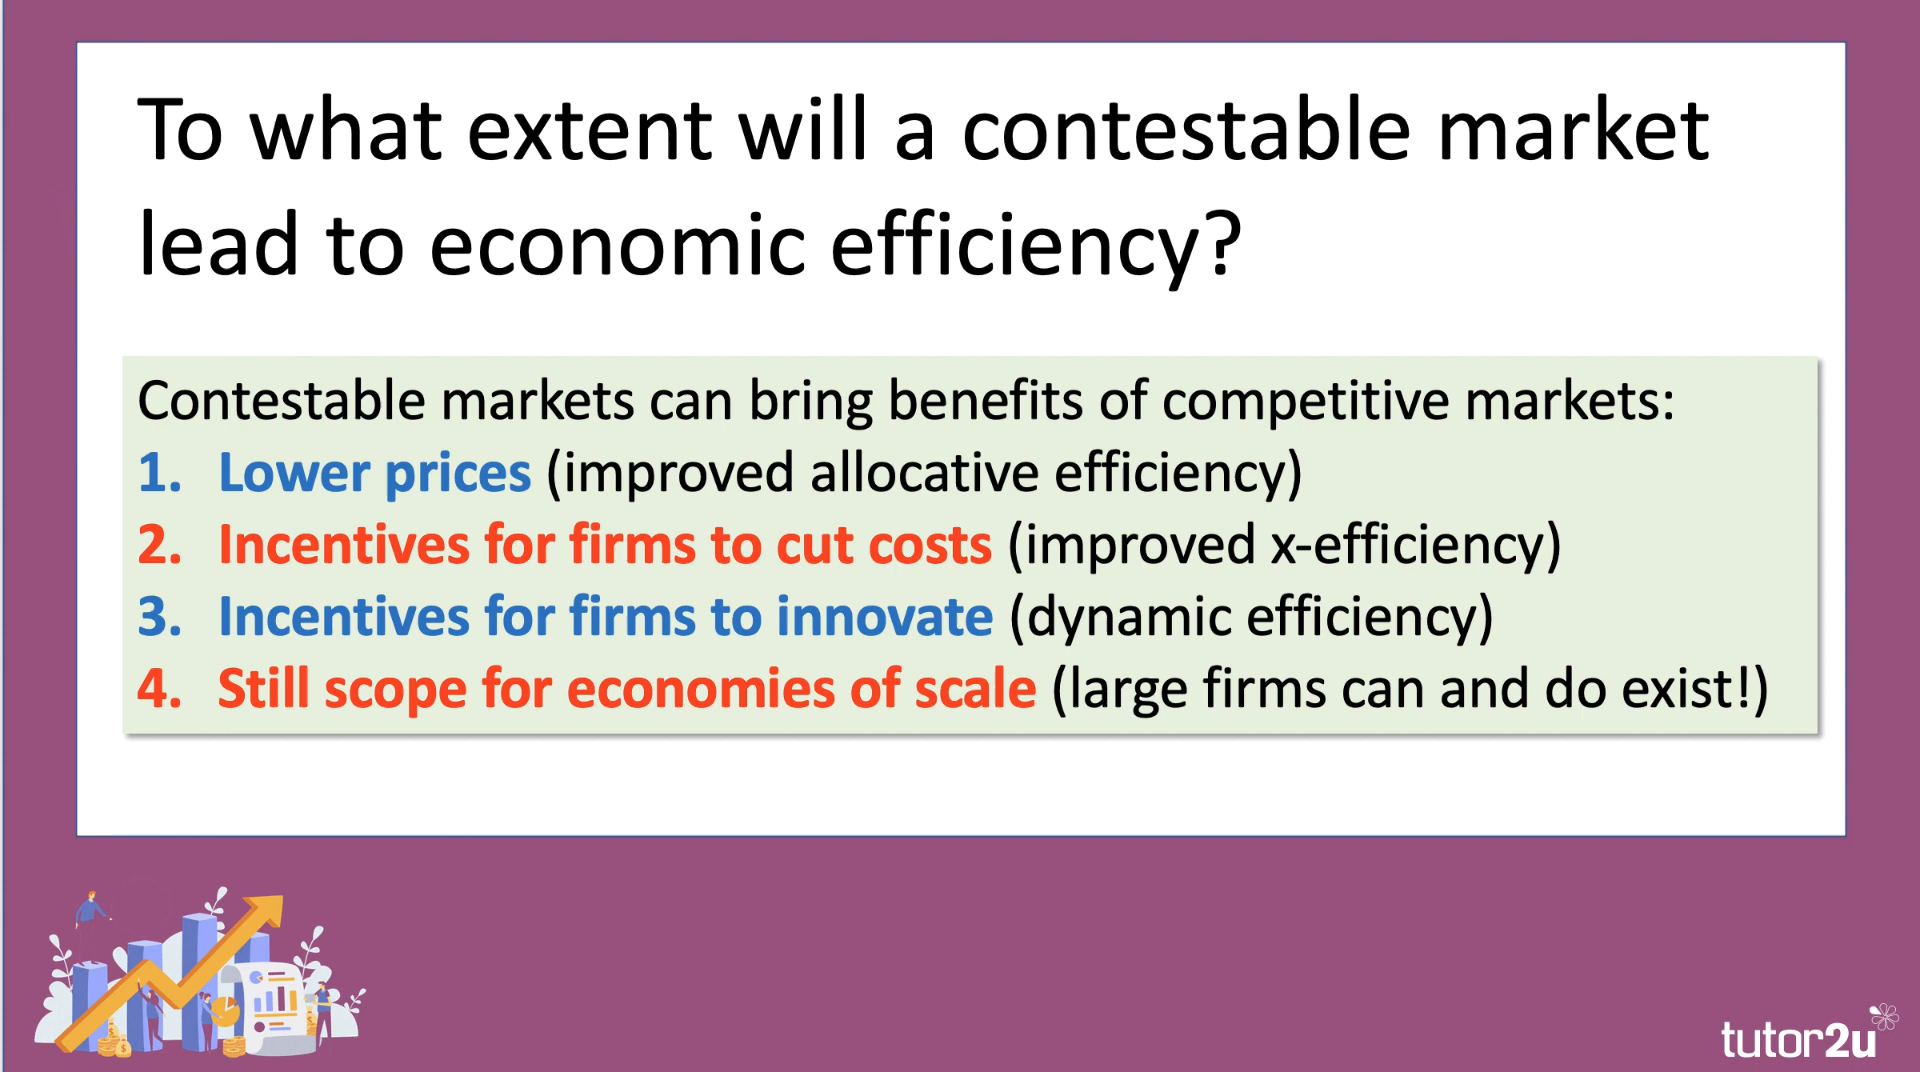 To what extent will a contestable market
lead to economic efficiency?
Contestable markets can bring benefits of competitive markets:
1. Lower prices (improved allocative efficiency)
2. Incentives for firms to cut costs (improved x-efficiency)
3. Incentives for firms to innovate (dynamic efficiency)
4. Still scope for economies of scale (large firms can and do exist!)
tutor2u